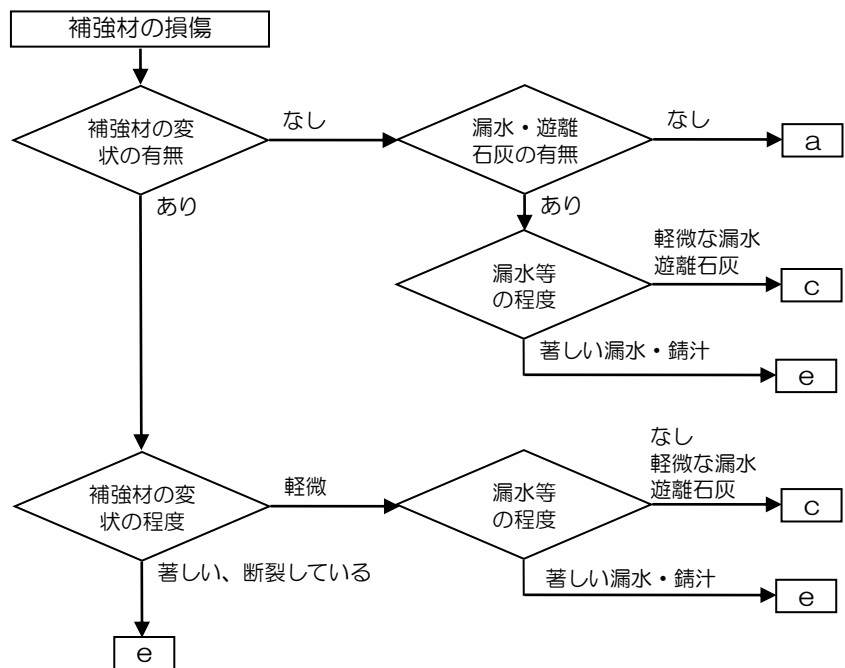 補強材の損傷
補強材の変
状の有無
なし
漏水・遊離
石灰の有無
なし
a
あり
あり
漏水等
の程度
軽微な漏水
遊離石灰
c
著しい漏水・錆汁
e
補強材の変
状の程度
軽微
漏水等
の程度
なし
軽微な漏水
遊離石灰
c
著しい、断裂している
著しい漏水・錆汁
e
e